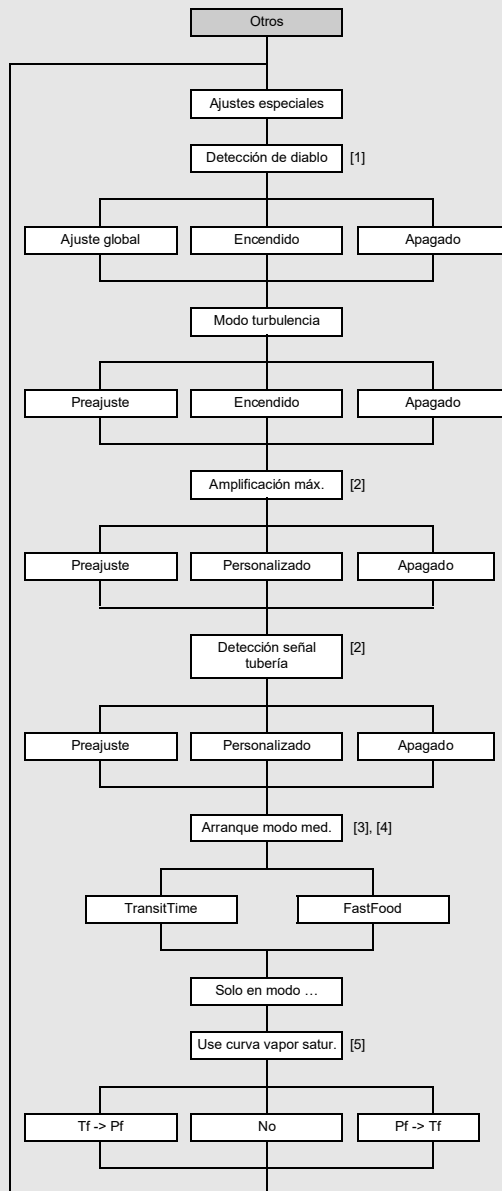 Otros
Ajustes especiales
Detección de diablo [1]
Ajuste global Encendido Apagado
Modo turbulencia
Preajuste Encendido Apagado
Amplificación máx. [2]
Preajuste Personalizado Apagado
Detección señal [2]
tubería
Preajuste Personalizado Apagado
Arranque modo med. [3], [4]
TransitTime FastFood
Solo en modo …
Use curva vapor satur. [5]
Tf -> Pf No Pf -> Tf